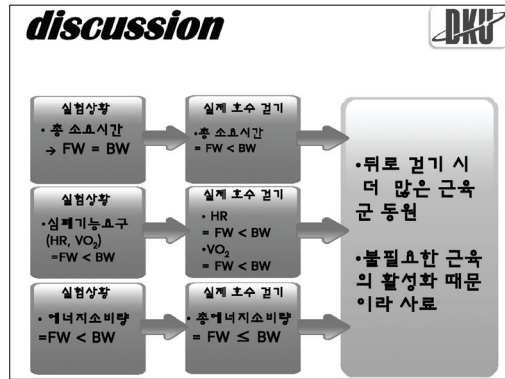 discussion
DKU
실험상황
• 총 소요시간
→ FW = BW
실제 호수 걷기
•총 소요시간
= FW < BW
실험상황
•심폐기능요구
(HR, VO₂)
=FW < BW
실제 호수 걷기
• HR
= FW < BW
•VO₂
= FW < BW
실험상황
• 에너지소비량
=FW < BW
실제 호수 걷기
• 총에너지소비량
= FW ≤ BW
•뒤로 걷기 시
더 많은 근육
군 동원
•불필요한 근육
의 활성화 때문
이라 사료